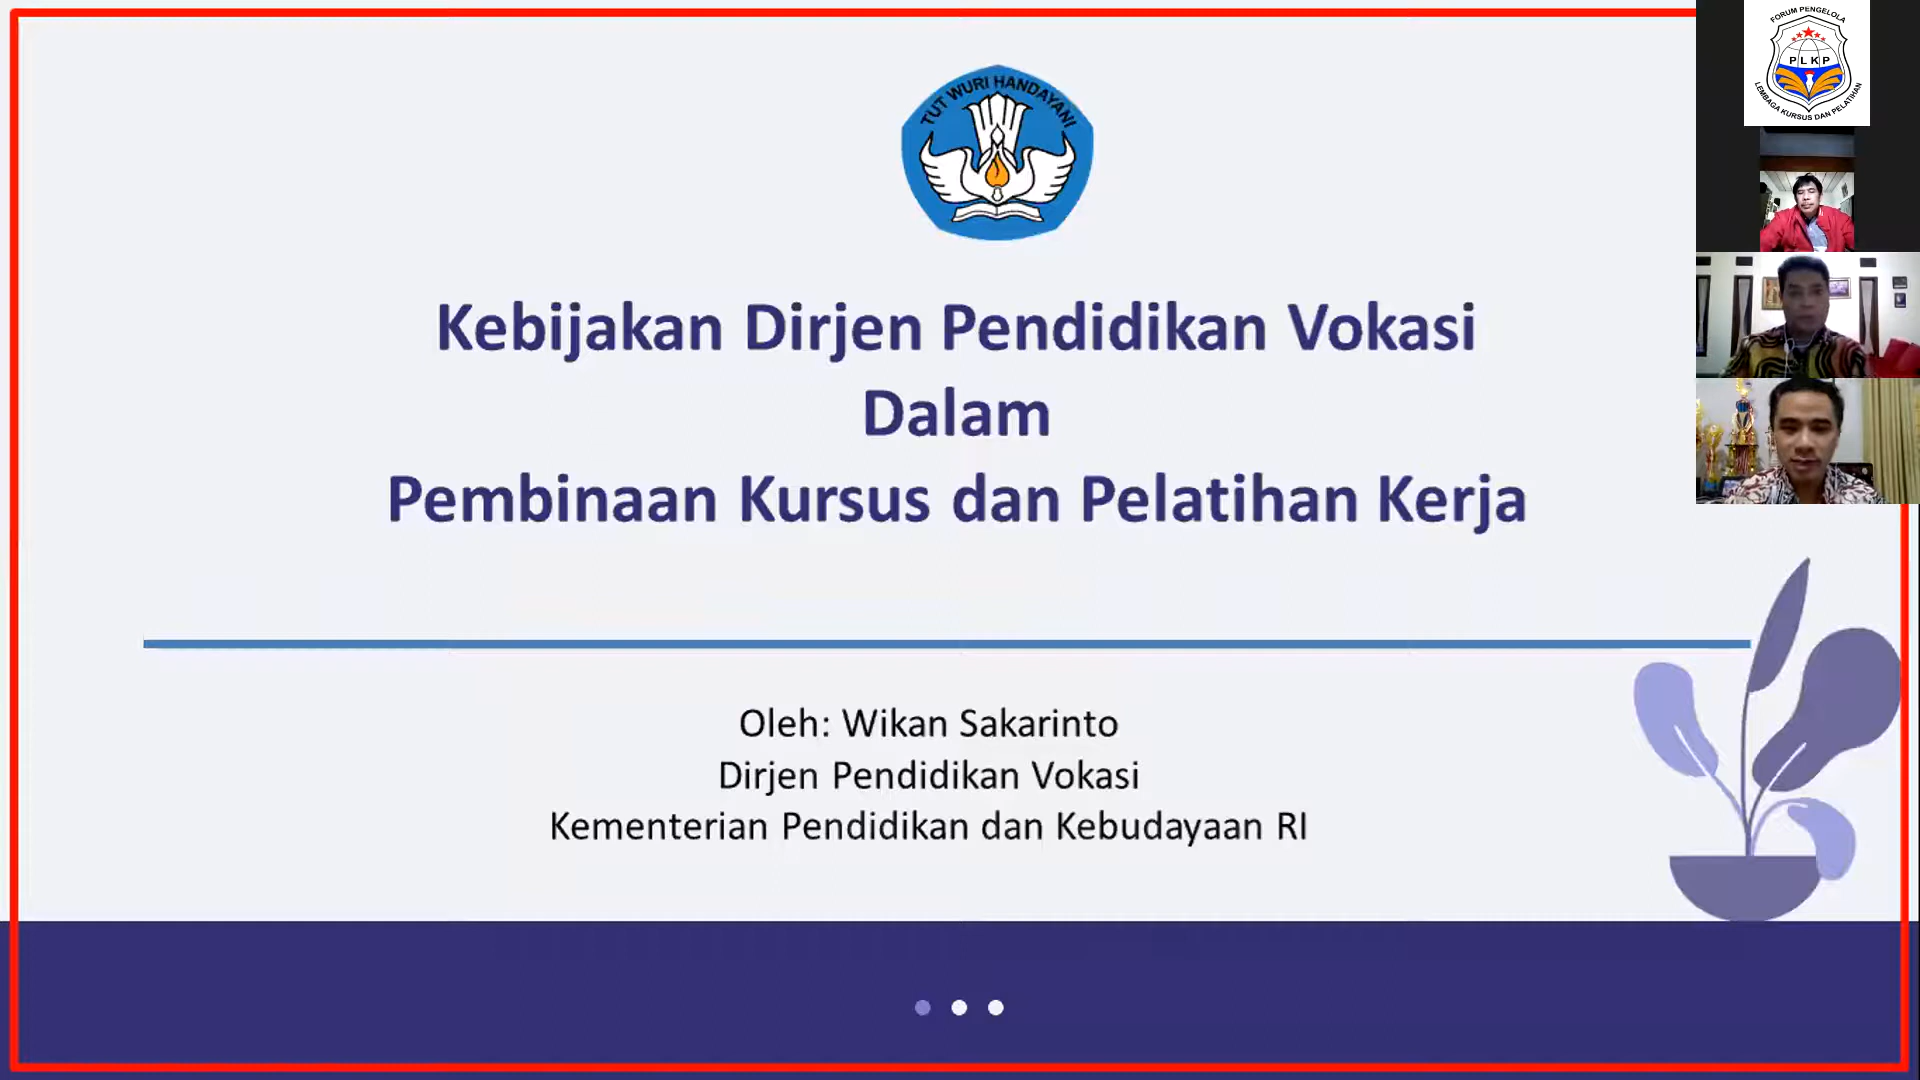 TUT WURI HANDAYANI
Kebijakan Dirjen Pendidikan Vokasi
Dalam
Pembinaan Kursus dan Pelatihan Kerja
Oleh: Wikan Sakarinto
Dirjen Pendidikan Vokasi
Kementerian Pendidikan dan Kebudayaan RI
FORUM PENGELOLA
PLKP
LEMBAGA KURSUS DAN PELATIHAN